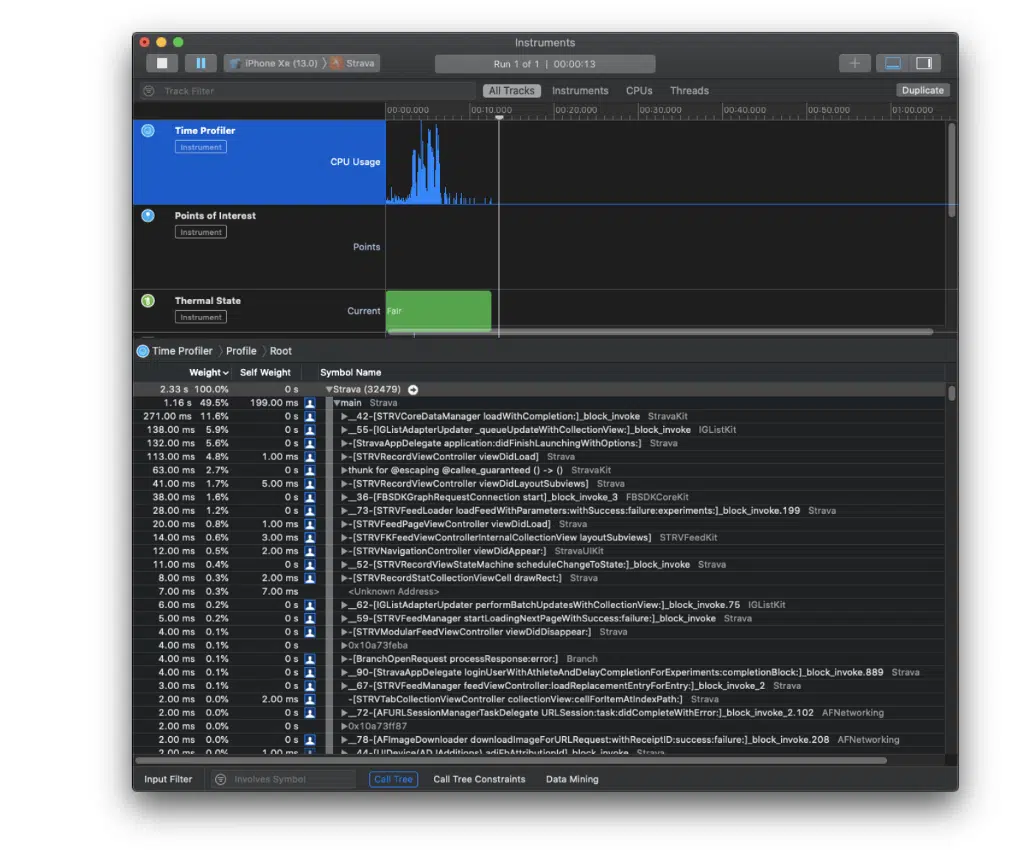 Instruments
iPhone Xʀ (13.0) 〉 Strava
Run 1 of 1 | 00:00:13
Track Filter
All Tracks Instruments CPUs Threads
Duplicate
00:00.000 00:10.000 00:20.000 00:30.000 00:40.000 00:50.000 01:00.000
Time Profiler
Instrument
CPU Usage
Points of Interest
Instrument
Points
Thermal State
Instrument
Current Fair
Time Profiler 〉 Profile 〉 Root
Weight Self Weight Symbol Name
2.33 s 100.0% 0 s Strava (32479)
1.16 s 49.5% 199.00 ms main Strava
271.00 ms 11.6% 0 s __42-[STRVCoreDataManager loadWithCompletion:]_block_invoke StravaKit
138.00 ms 5.9% 0 s __55-[IGListAdapterUpdater _queueUpdateWithCollectionView:]_block_invoke IGListKit
132.00 ms 5.6% 0 s -[StravaAppDelegate application:didFinishLaunchingWithOptions:] Strava
113.00 ms 4.8% 1.00 ms -[STRVRecordViewController viewDidLoad] Strava
63.00 ms 2.7% 0 s thunk for @escaping @callee_guaranteed () -> () StravaKit
41.00 ms 1.7% 5.00 ms -[STRVRecordViewController viewDidLayoutSubviews] Strava
38.00 ms 1.6% 0 s __36-[FBSDKGraphRequestConnection start]_block_invoke_3 FBSDKCoreKit
28.00 ms 1.2% 0 s __73-[STRVFeedLoader loadFeedWithParameters:withSuccess:failure:experiments:]_block_invoke.199 Strava
20.00 ms 0.8% 1.00 ms -[STRVFeedPageViewController viewDidLoad] Strava
14.00 ms 0.6% 3.00 ms -[STRVFKFeedViewControllerInternalCollectionView layoutSubviews] STRVFeedKit
12.00 ms 0.5% 2.00 ms -[STRVNavigationController viewDidAppear:] StravaUIKit
11.00 ms 0.4% 0 s __52-[STRVRecordViewStateMachine scheduleChangeToState:]_block_invoke Strava
8.00 ms 0.3% 2.00 ms -[STRVRecordStatCollectionViewCell drawRect:] Strava
7.00 ms 0.3% 7.00 ms <Unknown Address>
6.00 ms 0.2% 0 s __62-[IGListAdapterUpdater performBatchUpdatesWithCollectionView:]_block_invoke.75 IGListKit
5.00 ms 0.2% 0 s __59-[STRVFeedManager startLoadingNextPageWithSuccess:failure:]_block_invoke Strava
4.00 ms 0.1% 0 s -[STRVModularFeedViewController viewDidDisappear:] Strava
4.00 ms 0.1% 0 s 0x10a73feba
4.00 ms 0.1% 0 s -[BranchOpenRequest processResponse:error:] Branch
4.00 ms 0.1% 0 s __90-[StravaAppDelegate loginUserWithAthleteAndDelayCompletionForExperiments:completionBlock:]_block_invoke.889 Strava
3.00 ms 0.1% 0 s __67-[STRVFeedManager feedViewController:loadReplacementEntryForEntry:]_block_invoke_2 Strava
2.00 ms 0.0% 2.00 ms -[STRVTabCollectionViewController collectionView:cellForItemAtIndexPath:] Strava
2.00 ms 0.0% 0 s __72-[AFURLSessionManagerTaskDelegate URLSession:task:didCompleteWithError:]_block_invoke_2.102 AFNetworking
2.00 ms 0.0% 0 s 0x10a73ff87
2.00 ms 0.0% 0 s __78-[AFImageDownloader downloadImageForURLRequest:withReceiptID:success:failure:]_block_invoke.208 AFNetworking
2.00 ms 0.0% 1.00 ms __44-[UIDevice(ADJAdditions) adjFbAttributionId]_block_invoke Strava
Input Filter Involves Symbol Call Tree Call Tree Constraints Data Mining